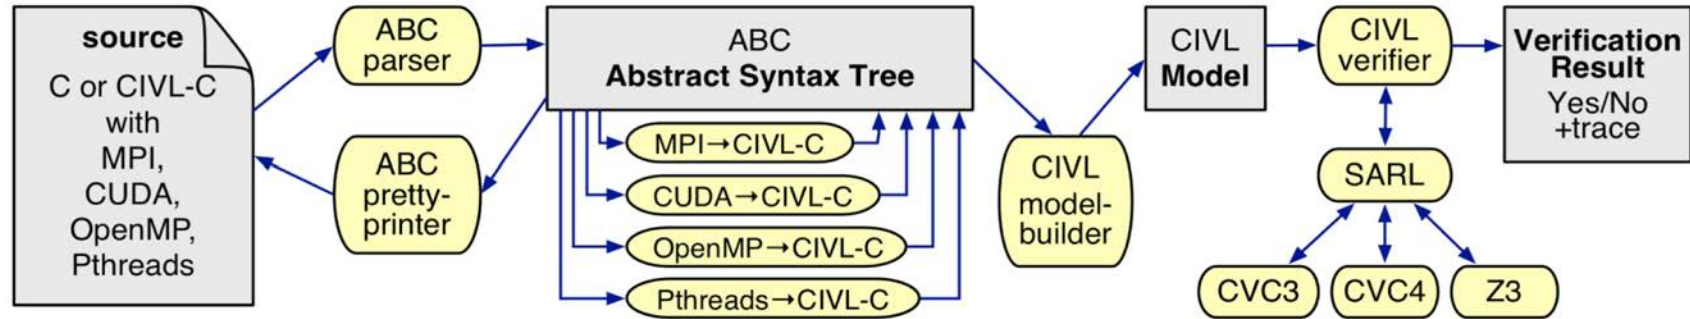 source
C or CIVL-C
with
MPI,
CUDA,
OpenMP,
Pthreads
ABC
parser
ABC
pretty-
printer
ABC
Abstract Syntax Tree
MPI→CIVL-C
CUDA→CIVL-C
OpenMP→CIVL-C
Pthreads→CIVL-C
CIVL
model-
builder
CIVL
Model
CIVL
verifier
SARL
CVC3
CVC4
Z3
Verification
Result
Yes/No
+trace